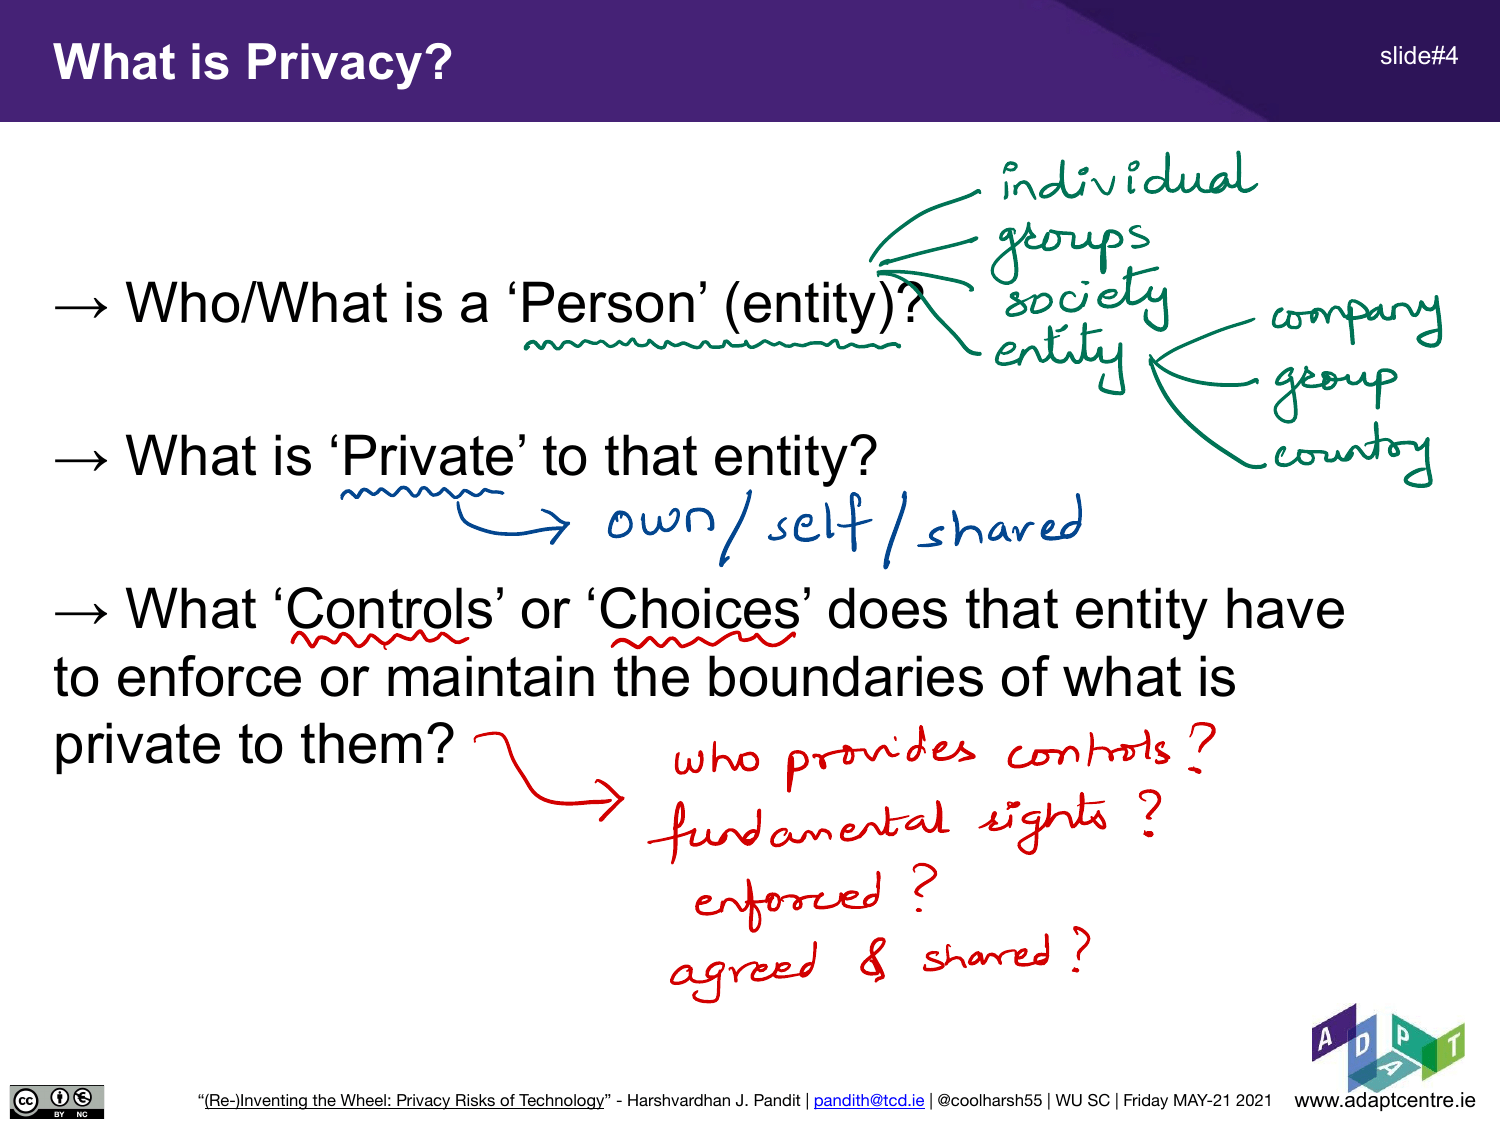 What is Privacy?
slide#4
individual
groups
society
entity
company
group
country
→ Who/What is a ‘Person’ (entity)?
→ What is ‘Private’ to that entity?
own/self/shared
→ What ‘Controls’ or ‘Choices’ does that entity have
to enforce or maintain the boundaries of what is
private to them?
who provides controls?
fundamental rights?
enforced?
agreed & shared?
ADAPT
cc BY NC
“(Re-)Inventing the Wheel: Privacy Risks of Technology” - Harshvardhan J. Pandit | pandith@tcd.ie | @coolharsh55 | WU SC | Friday MAY-21 2021
www.adaptcentre.ie